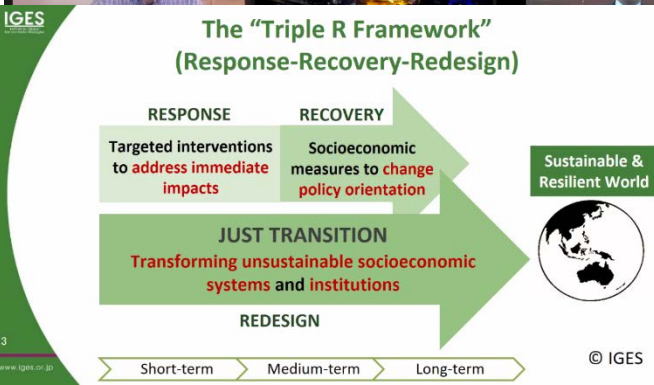 IGES
The “Triple R Framework”
(Response-Recovery-Redesign)
RESPONSE
Targeted interventions
to address immediate
impacts
RECOVERY
Socioeconomic
measures to change
policy orientation
JUST TRANSITION
Transforming unsustainable socioeconomic
systems and institutions
REDESIGN
Sustainable &
Resilient World
Short-term
Medium-term
Long-term
© IGES
3
www.iges.or.jp